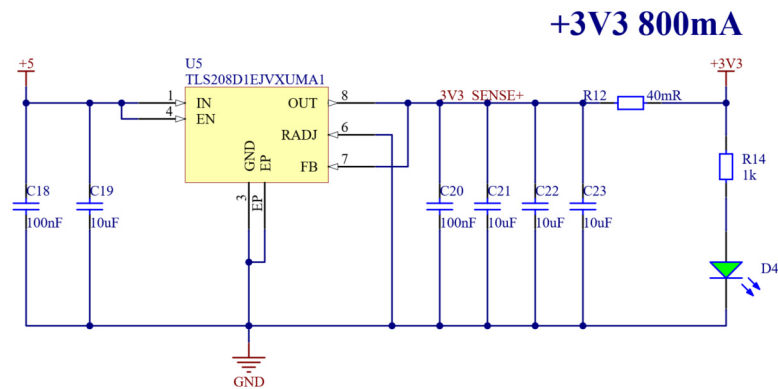 +3V3 800mA
+5
U5
TLS208D1EJVXUMA1
+3V3
1
IN
OUT
8
3V3_SENSE+
R12
40mR
4
EN
RADJ
6
GND
EP
FB
7
R14
1k
3
EP
C18
100nF
C19
10uF
C20
100nF
C21
10uF
C22
10uF
C23
10uF
D4
GND